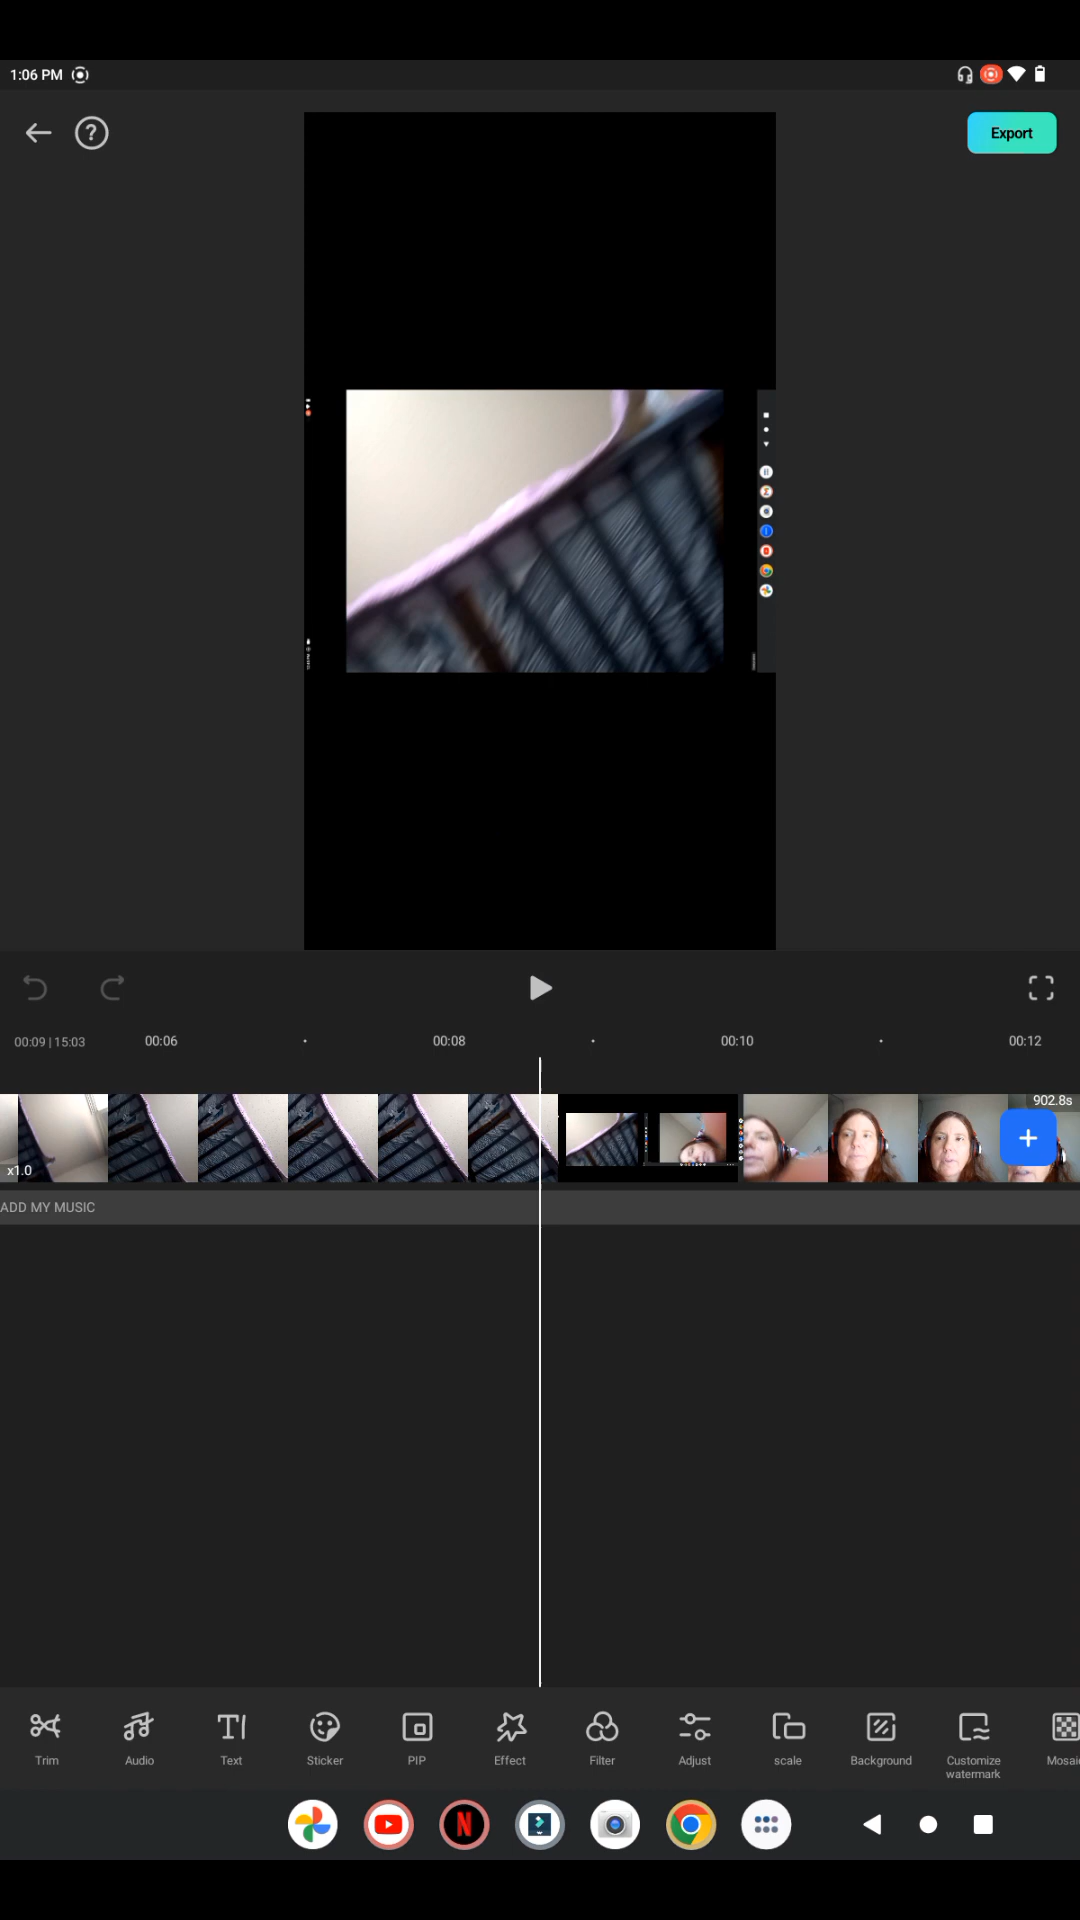 1:06 PM
?
Export
00:09 | 15:03
00:06
00:08
00:10
00:12
902.8s
x1.0
ADD MY MUSIC
Trim
Audio
Text
Sticker
PIP
Effect
Filter
Adjust
scale
Background
Customize
watermark
Mosaic